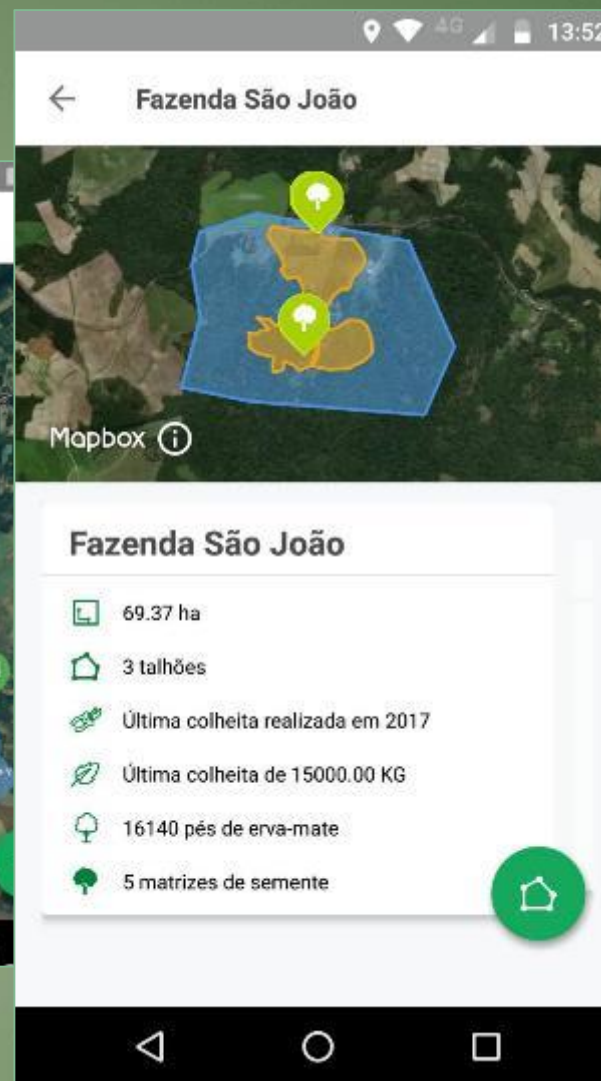 4G 13:52
Fazenda São João
Mapbox
Fazenda São João
69.37 ha
3 talhões
Última colheita realizada em 2017
Última colheita de 15000.00 KG
16140 pés de erva-mate
5 matrizes de semente